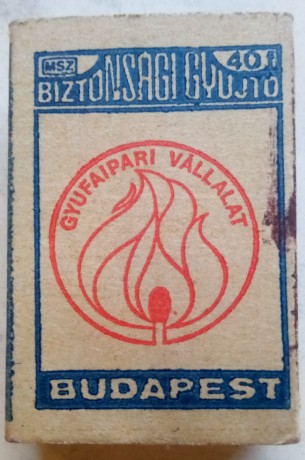 MSZ 40f
BIZTONSÁGI GYUJTÓ
GYUFAIPARI VÁLLALAT
BUDAPEST